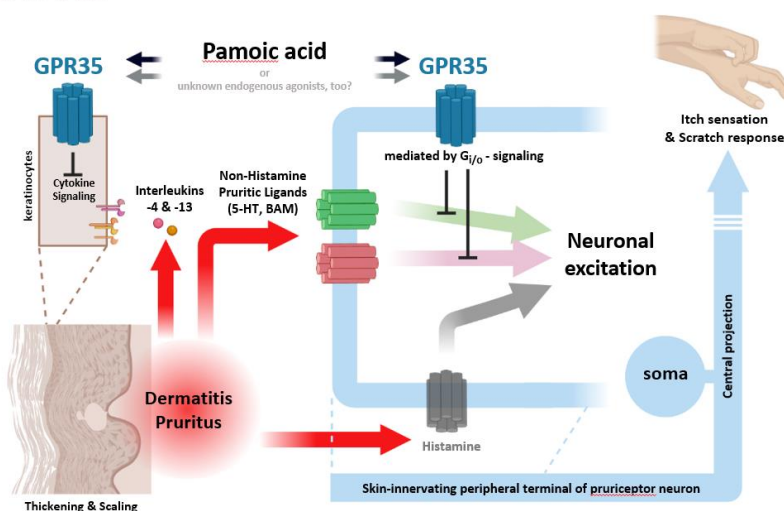 Pamoic acid
or
unknown endogenous agonists, too?
GPR35
GPR35
mediated by Gi/o - signaling
Itch sensation
& Scratch response
keratinocytes
Cytokine
Signaling
Interleukins
-4 & -13
Non-Histamine
Pruritic Ligands
(5-HT, BAM)
Neuronal
excitation
Dermatitis
Pruritus
Histamine
soma
Central projection
Skin-innervating peripheral terminal of pruriceptor neuron
Thickening & Scaling